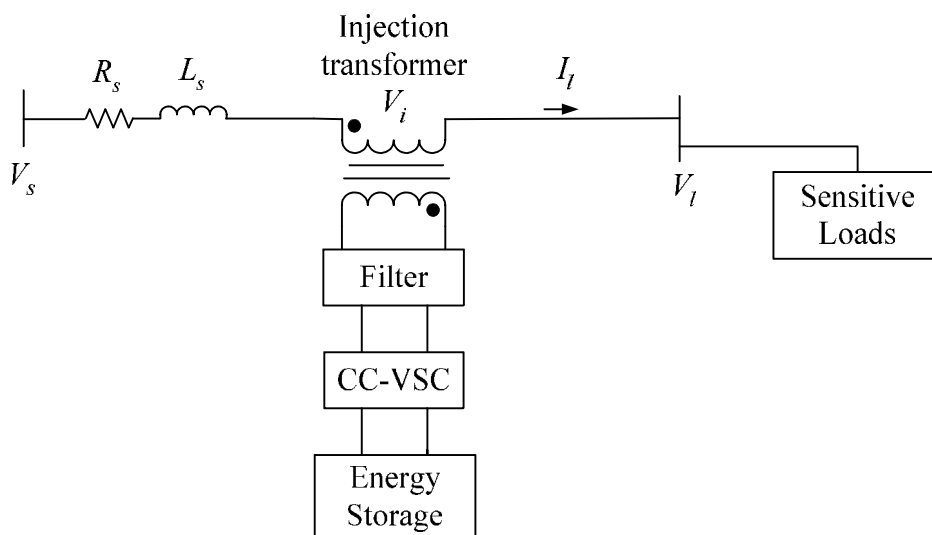 Injection
transformer
R_s
L_s
V_i
I_l
V_s
V_l
Sensitive
Loads
Filter
CC-VSC
Energy
Storage